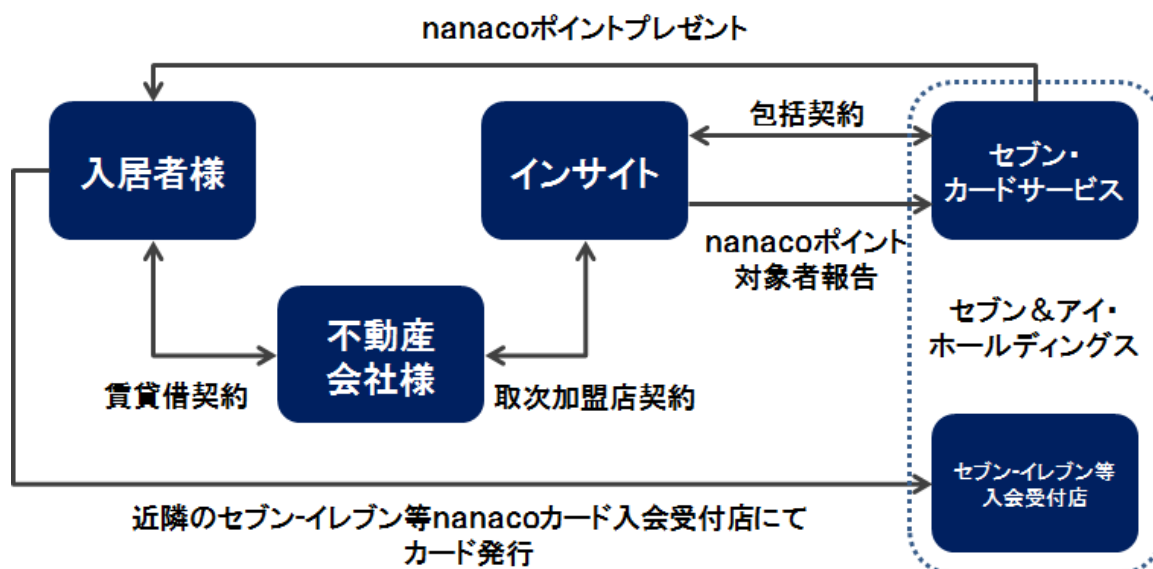 nanacoポイントプレゼント
入居者様
インサイト
包括契約
セブン・
カードサービス
nanacoポイント
対象者報告
不動産
会社様
セブン＆アイ・
ホールディングス
賃貸借契約
取次加盟店契約
セブン-イレブン等
入会受付店
近隣のセブン-イレブン等nanacoカード入会受付店にて
カード発行